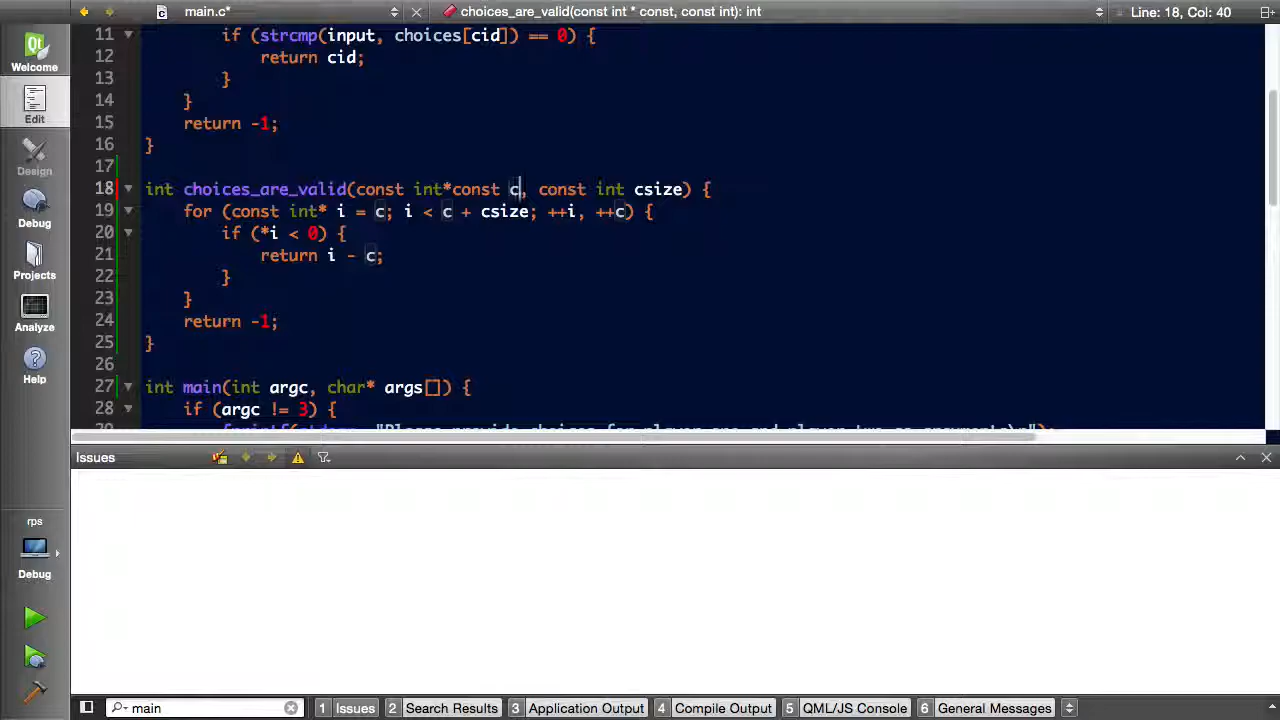 main.c*
choices_are_valid(const int * const, const int): int
Line: 18, Col: 40
Welcome
Edit
Design
Debug
Projects
Analyze
Help
rps
Debug
11 if (strcmp(input, choices[cid]) == 0) {
12 return cid;
13 }
14 }
15 return -1;
16 }
17
18 int choices_are_valid(const int*const c, const int csize) {
19 for (const int* i = c; i < c + csize; ++i, ++c) {
20 if (*i < 0) {
21 return i - c;
22 }
23 }
24 return -1;
25 }
26
27 int main(int argc, char* args[]) {
28 if (argc != 3) {
Issues
main
1 Issues
2 Search Results
3 Application Output
4 Compile Output
5 QML/JS Console
6 General Messages